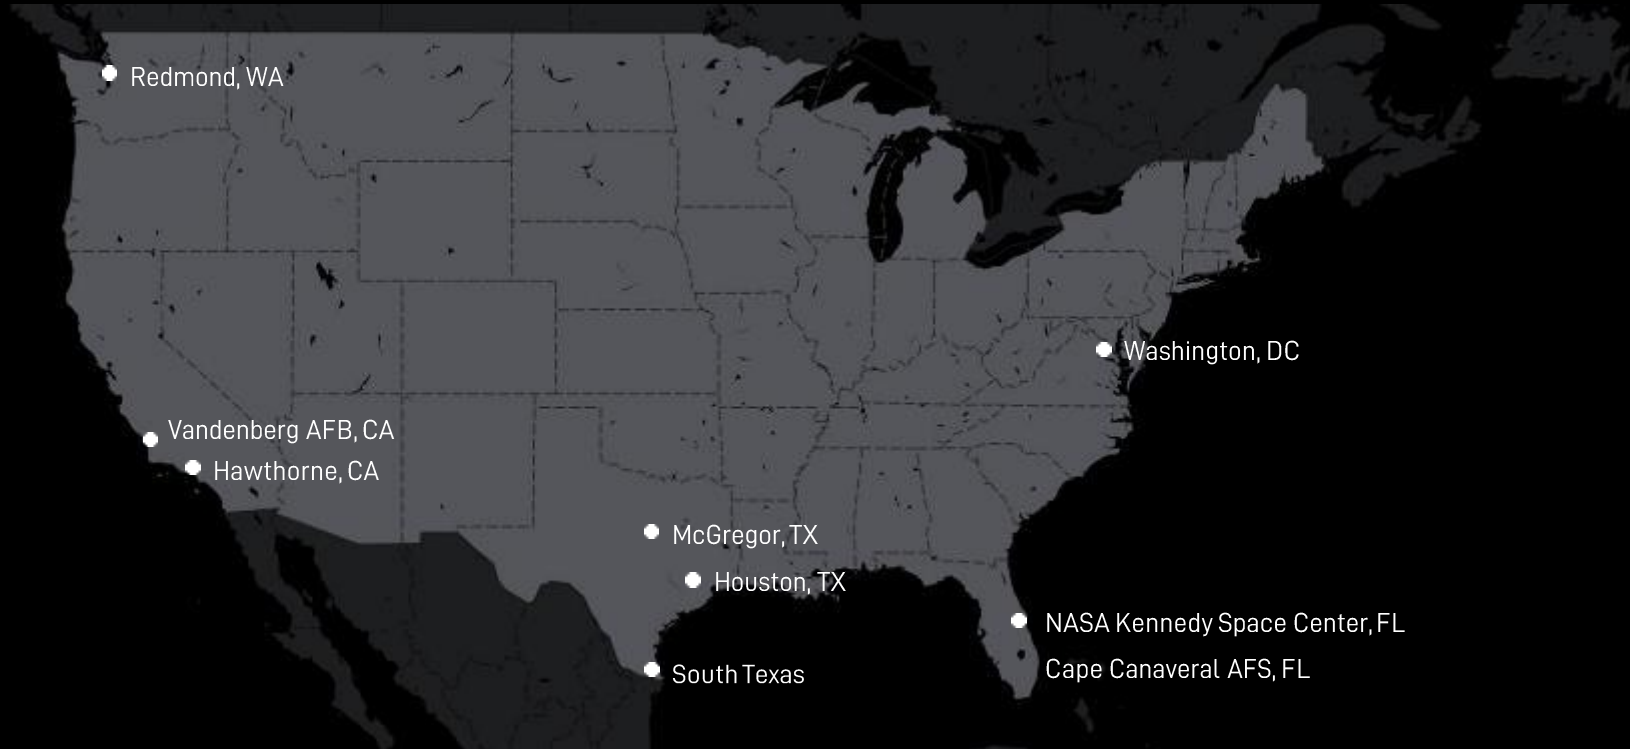 Redmond, WA
Washington, DC
Vandenberg AFB, CA
Hawthorne, CA
McGregor, TX
Houston, TX
NASA Kennedy Space Center, FL
Cape Canaveral AFS, FL
South Texas